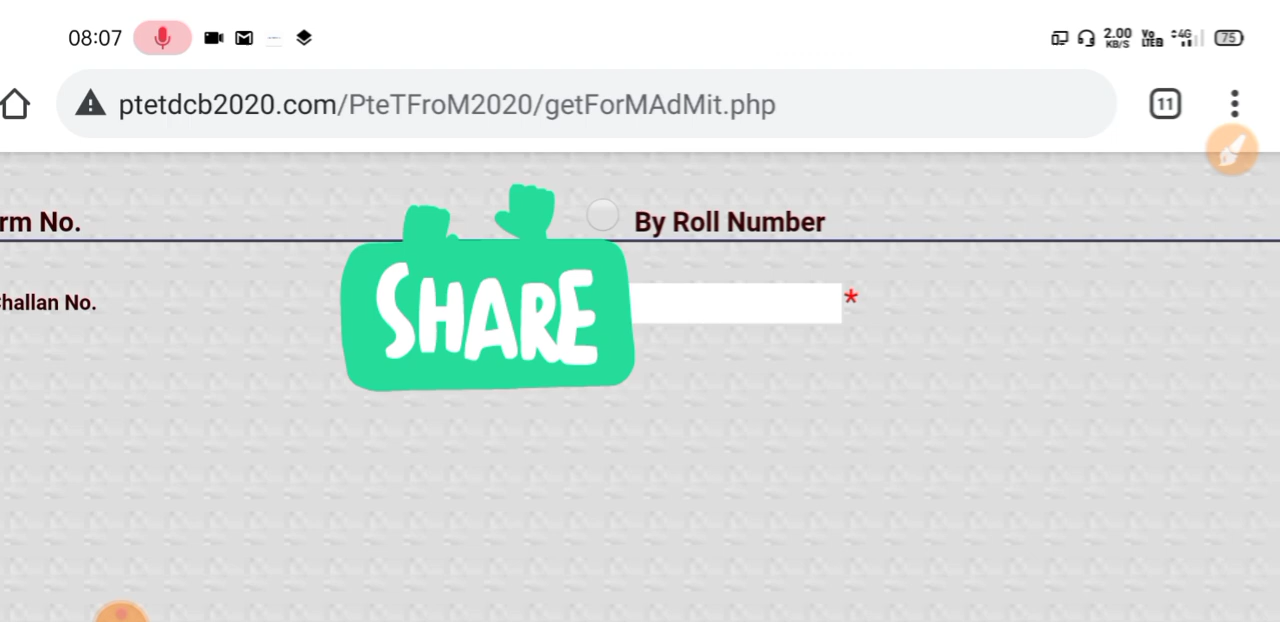 08:07 2.00 KB/S Vo LTE2 4G 75
ptetdcb2020.com/PteTFroM2020/getForMAdMit.php 11
rm No. By Roll Number
hallan No. *
SHARE